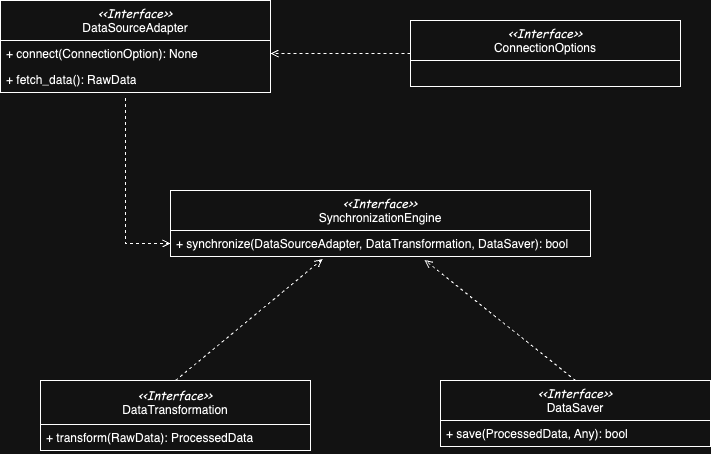 <<Interface>>
DataSourceAdapter
+ connect(ConnectionOption): None
+ fetch_data(): RawData
<<Interface>>
ConnectionOptions
<<Interface>>
SynchronizationEngine
+ synchronize(DataSourceAdapter, DataTransformation, DataSaver): bool
<<Interface>>
DataTransformation
+ transform(RawData): ProcessedData
<<Interface>>
DataSaver
+ save(ProcessedData, Any): bool